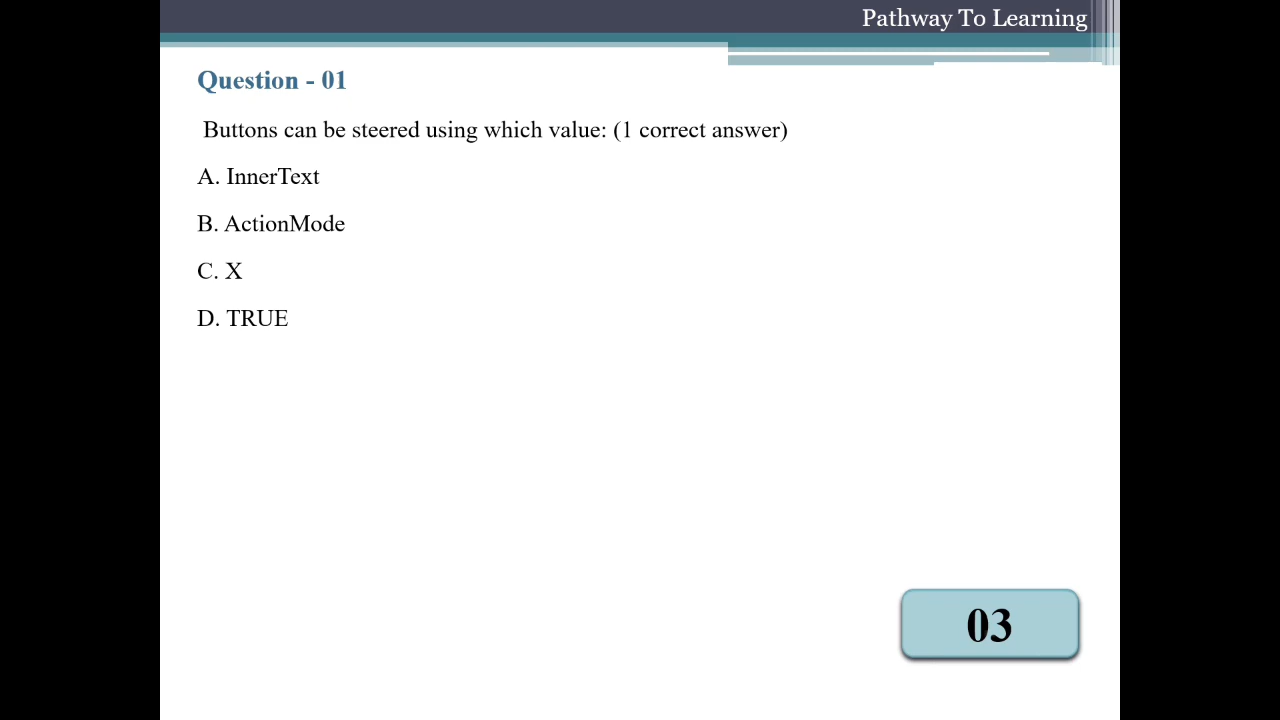 Pathway To Learning
Question - 01
Buttons can be steered using which value: (1 correct answer)
A. InnerText
B. ActionMode
C. X
D. TRUE
03